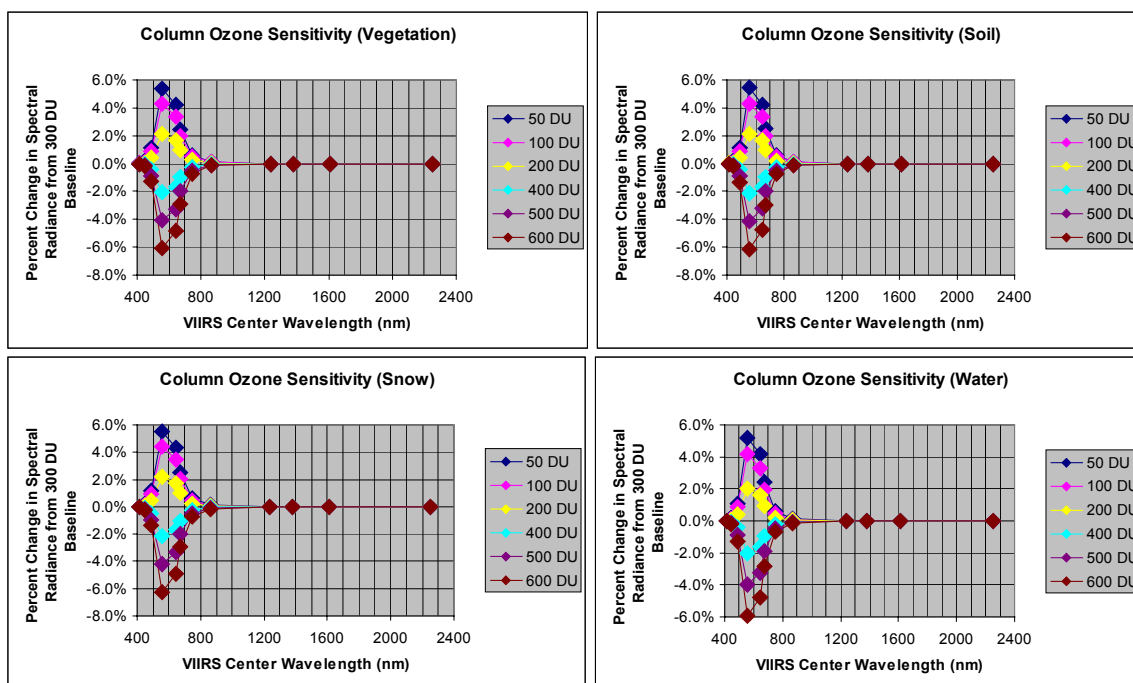 Column Ozone Sensitivity (Vegetation)
Percent Change in Spectral
Radiance from 300 DU
Baseline
6.0%
4.0%
2.0%
0.0%
-2.0%
-4.0%
-6.0%
-8.0%
400 800 1200 1600 2000 2400
VIIRS Center Wavelength (nm)
50 DU
100 DU
200 DU
400 DU
500 DU
600 DU
Column Ozone Sensitivity (Soil)
Percent Change in Spectral
Radiance from 300 DU
Baseline
6.0%
4.0%
2.0%
0.0%
-2.0%
-4.0%
-6.0%
-8.0%
400 800 1200 1600 2000 2400
VIIRS Center Wavelength (nm)
50 DU
100 DU
200 DU
400 DU
500 DU
600 DU
Column Ozone Sensitivity (Snow)
Percent Change in Spectral
Radiance from 300 DU
Baseline
6.0%
4.0%
2.0%
0.0%
-2.0%
-4.0%
-6.0%
-8.0%
400 800 1200 1600 2000 2400
VIIRS Center Wavelength (nm)
50 DU
100 DU
200 DU
400 DU
500 DU
600 DU
Column Ozone Sensitivity (Water)
Percent Change in Spectral
Radiance from 300 DU
Baseline
6.0%
4.0%
2.0%
0.0%
-2.0%
-4.0%
-6.0%
400 800 1200 1600 2000 2400
VIIRS Center Wavelength (nm)
50 DU
100 DU
200 DU
400 DU
500 DU
600 DU